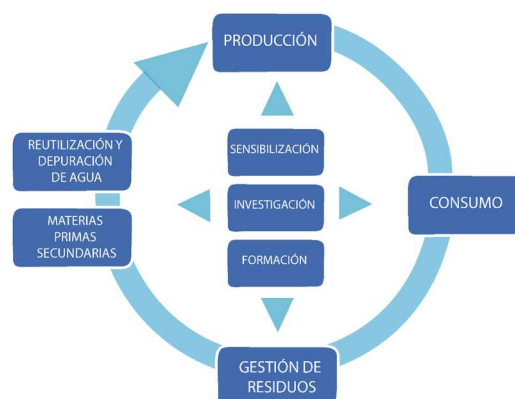 PRODUCCIÓN
SENSIBILIZACIÓN
REUTILIZACIÓN Y
DEPURACIÓN
DE AGUA
INVESTIGACIÓN
CONSUMO
MATERIAS
PRIMAS
SECUNDARIAS
FORMACIÓN
GESTIÓN DE
RESIDUOS